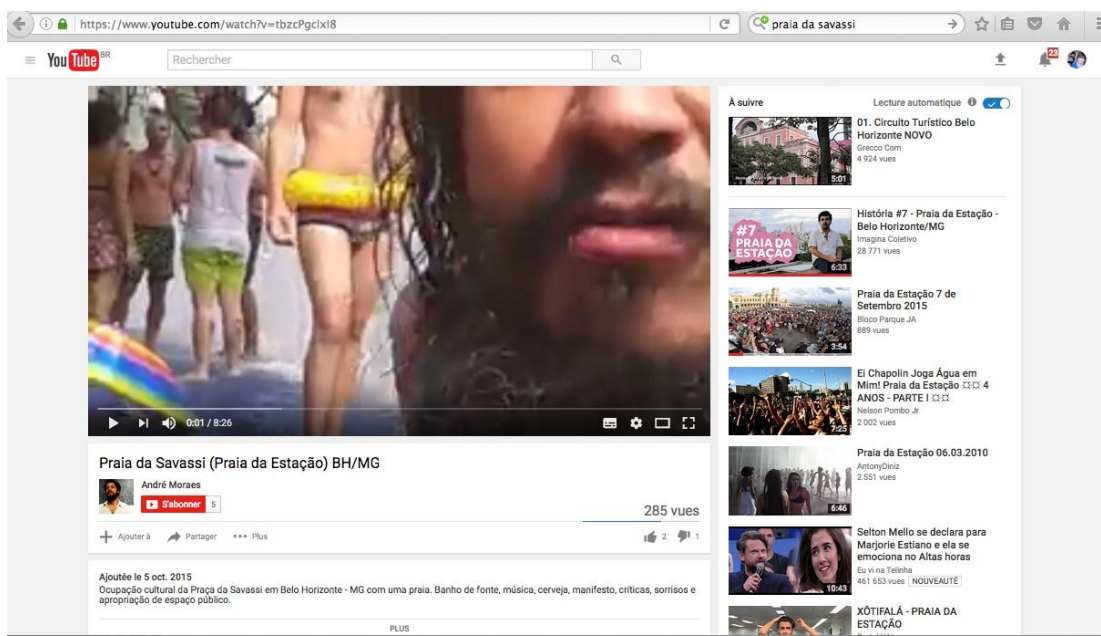 https://www.youtube.com/watch?v=tbzcPgclxl8
praia da savassi
YouTube BR
Rechercher
23
0:01 / 8:26
Praia da Savassi (Praia da Estação) BH/MG
André Moraes
S'abonner 5
285 vues
Ajouter à Partager ••• Plus
2 1
Ajoutée le 5 oct. 2015
Ocupação cultural da Praça da Savassi em Belo Horizonte - MG com uma praia. Banho de fonte, música, cerveja, manifesto, críticas, sorrisos e
apropriação de espaço público.
PLUS
À suivre
Lecture automatique
5:01
01. Circuito Turístico Belo
Horizonte NOVO
Grecco Com
4 924 vues
#7
PRAIA DA
ESTAÇÃO
6:33
História #7 - Praia da Estação -
Belo Horizonte/MG
Imagina Coletivo
28 771 vues
3:54
Praia da Estação 7 de
Setembro 2015
Bloco Parque JA
889 vues
7:25
Ei Chapolin Joga Água em
Mim! Praia da Estação ¤¤ 4
ANOS - PARTE I ¤¤
Nelson Pombo Jr
2 002 vues
6:46
Praia da Estação 06.03.2010
AntonyDiniz
2 551 vues
10:43
Selton Mello se declara para
Marjorie Estiano e ela se
emociona no Altas horas
Eu vi na Telinha
461 653 vues NOUVEAUTÉ
XÔTIFALÁ - PRAIA DA
ESTAÇÃO